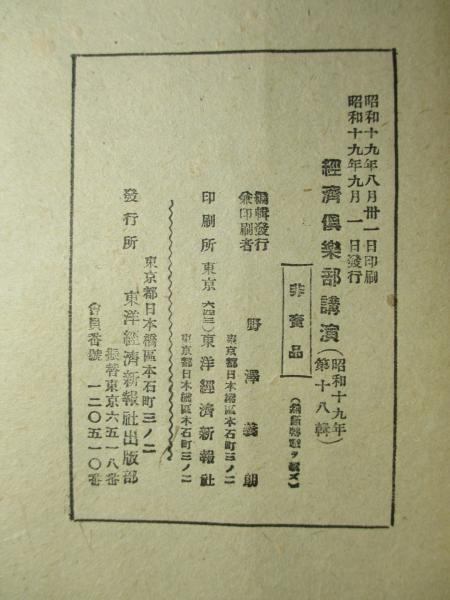 昭和十九年八月卅一日印刷
昭和十九年九月 一日發行
經濟俱樂部講演
(昭和十九年
第十八輯)
非賣品
(禁無斷轉載ヲ)
編輯發行
兼印刷者
野澤義朗
東京都日本橋區本石町三ノ二
印刷所
東京
東洋經濟新報社
東京都日本橋區本石町三ノ二
發行所
東京都日本橋區本石町三ノ二
東洋經濟新報社出版部
振替東京六五一八番
會員番號 一二〇五一〇番